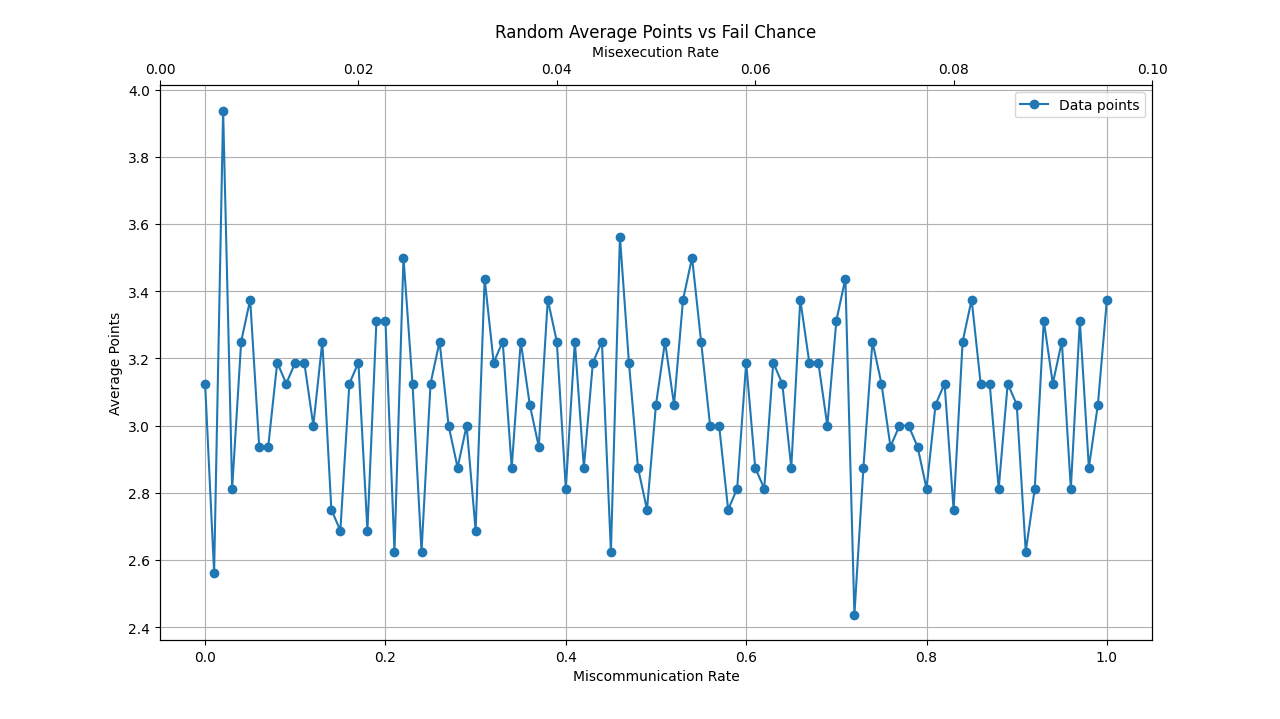 Random Average Points vs Fail Chance
Misexecution Rate
0.00 0.02 0.04 0.06 0.08 0.10
Data points
4.0
3.8
3.6
3.4
3.2
3.0
2.8
2.6
2.4
Average Points
0.0 0.2 0.4 0.6 0.8 1.0
Miscommunication Rate